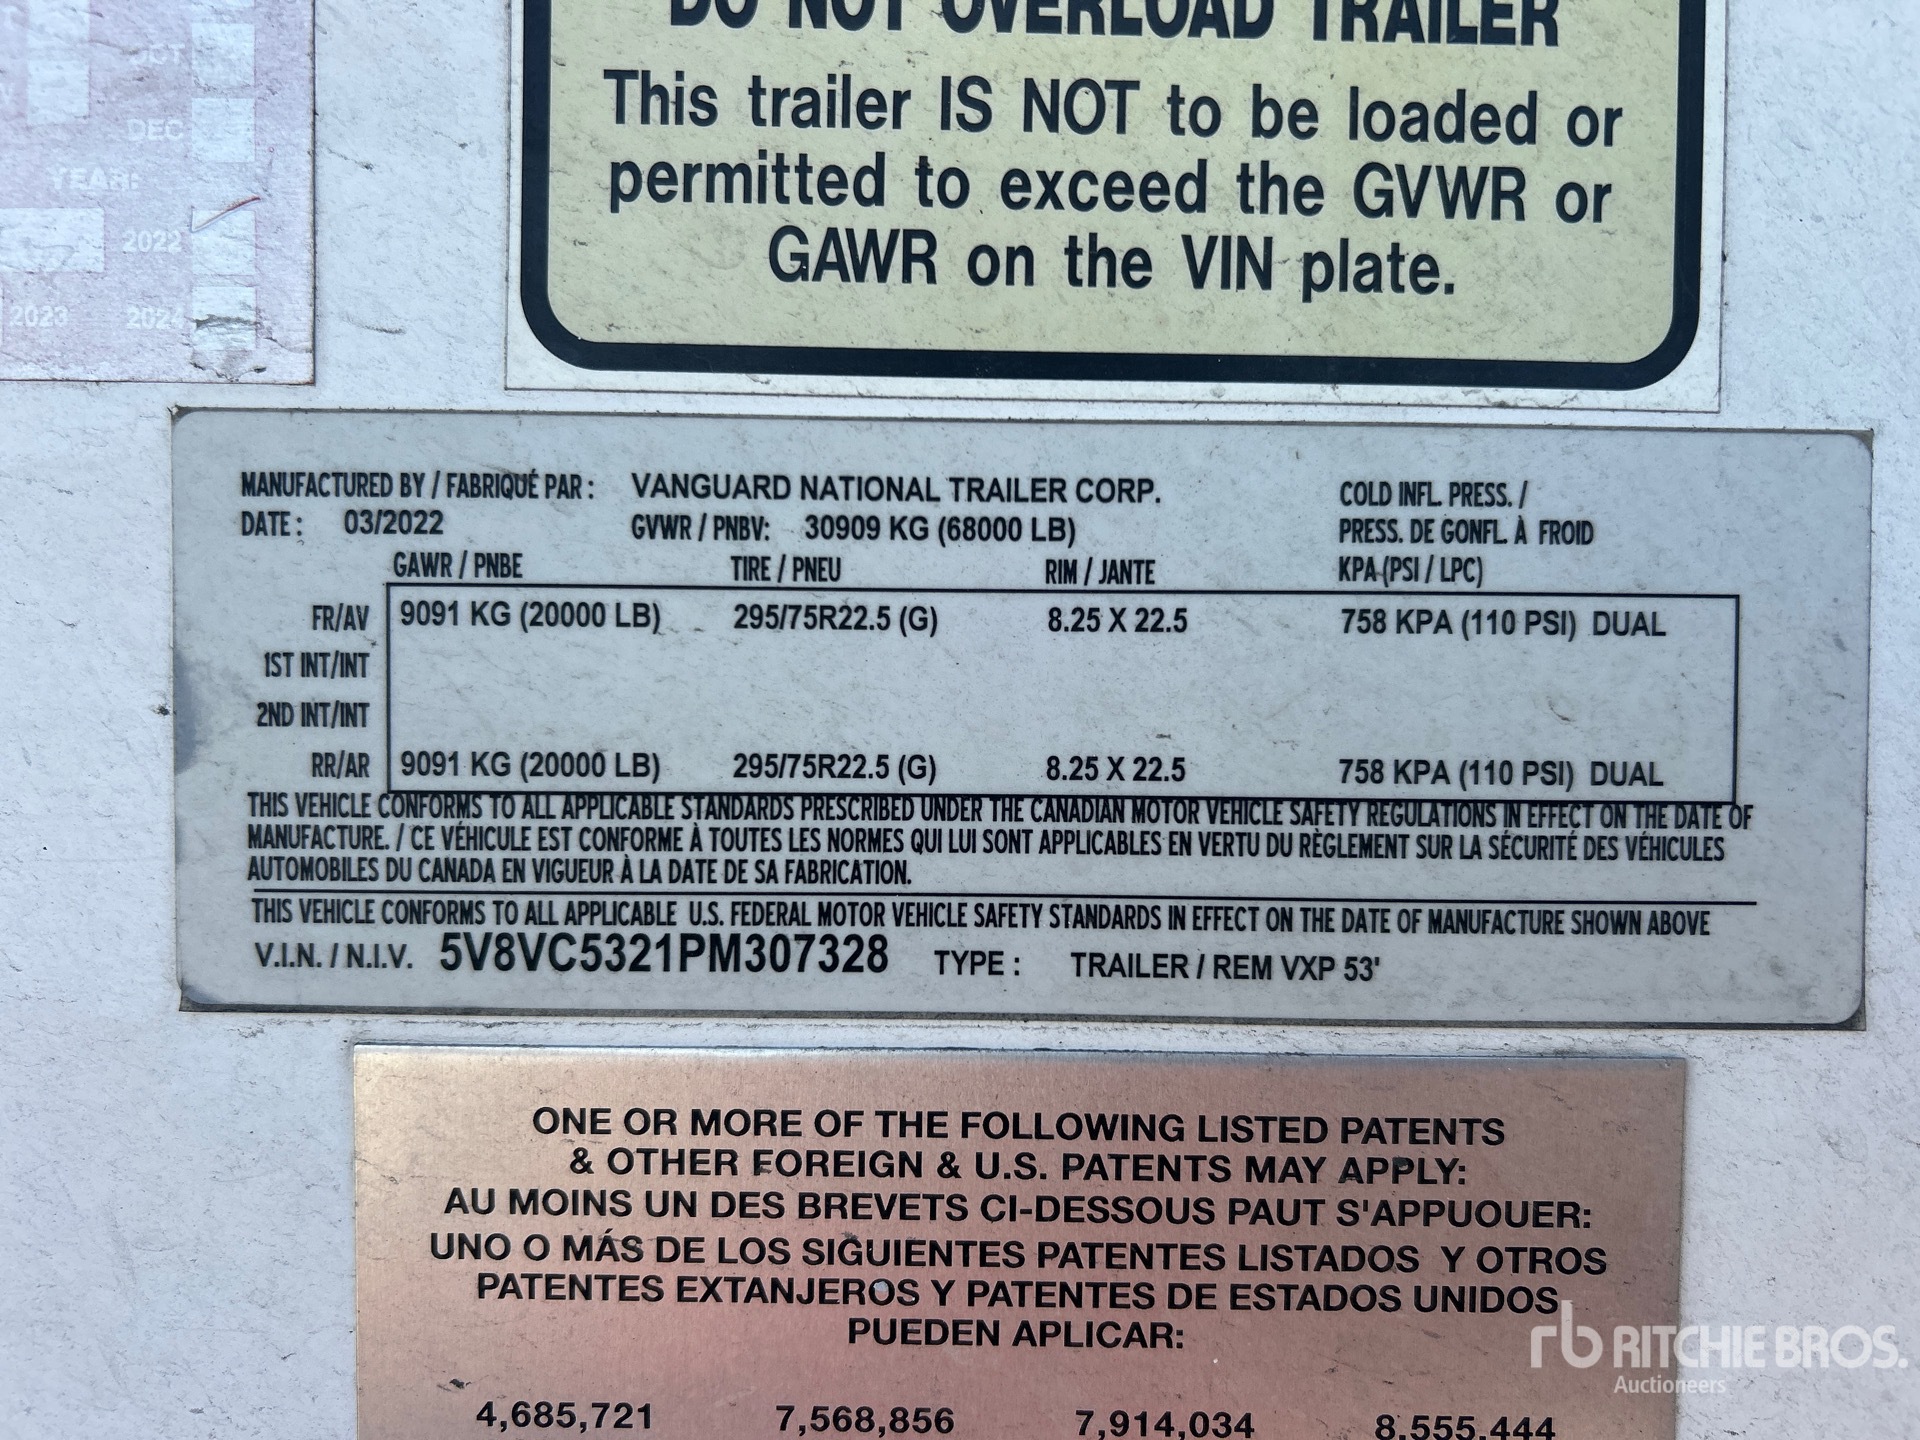 OCT
DEC
YEAR:
2022
2023 2024
DO NOT OVERLOAD TRAILER
This trailer IS NOT to be loaded or
permitted to exceed the GVWR or
GAWR on the VIN plate.
MANUFACTURED BY / FABRIQUÉ PAR : VANGUARD NATIONAL TRAILER CORP. COLD INFL. PRESS. /
DATE : 03/2022 GVWR / PNBV: 30909 KG (68000 LB) PRESS. DE GONFL. À FROID
GAWR / PNBE TIRE / PNEU RIM / JANTE KPA (PSI / LPC)
FR/AV 9091 KG (20000 LB) 295/75R22.5 (G) 8.25 X 22.5 758 KPA (110 PSI) DUAL
1ST INT/INT
2ND INT/INT
RR/AR 9091 KG (20000 LB) 295/75R22.5 (G) 8.25 X 22.5 758 KPA (110 PSI) DUAL
THIS VEHICLE CONFORMS TO ALL APPLICABLE STANDARDS PRESCRIBED UNDER THE CANADIAN MOTOR VEHICLE SAFETY REGULATIONS IN EFFECT ON THE DATE OF
MANUFACTURE. / CE VÉHICULE EST CONFORME À TOUTES LES NORMES QUI LUI SONT APPLICABLES EN VERTU DU RÈGLEMENT SUR LA SÉCURITÉ DES VÉHICULES
AUTOMOBILES DU CANADA EN VIGUEUR À LA DATE DE SA FABRICATION.
THIS VEHICLE CONFORMS TO ALL APPLICABLE U.S. FEDERAL MOTOR VEHICLE SAFETY STANDARDS IN EFFECT ON THE DATE OF MANUFACTURE SHOWN ABOVE
V.I.N. / N.I.V. 5V8VC5321PM307328 TYPE : TRAILER / REM VXP 53'
ONE OR MORE OF THE FOLLOWING LISTED PATENTS
& OTHER FOREIGN & U.S. PATENTS MAY APPLY:
AU MOINS UN DES BREVETS CI-DESSOUS PAUT S'APPUOUER:
UNO O MÁS DE LOS SIGUIENTES PATENTES LISTADOS Y OTROS
PATENTES EXTANJEROS Y PATENTES DE ESTADOS UNIDOS
PUEDEN APLICAR:
4,685,721 7,568,856 7,914,034 8,555,444
rb RITCHIE BROS.
Auctioneers